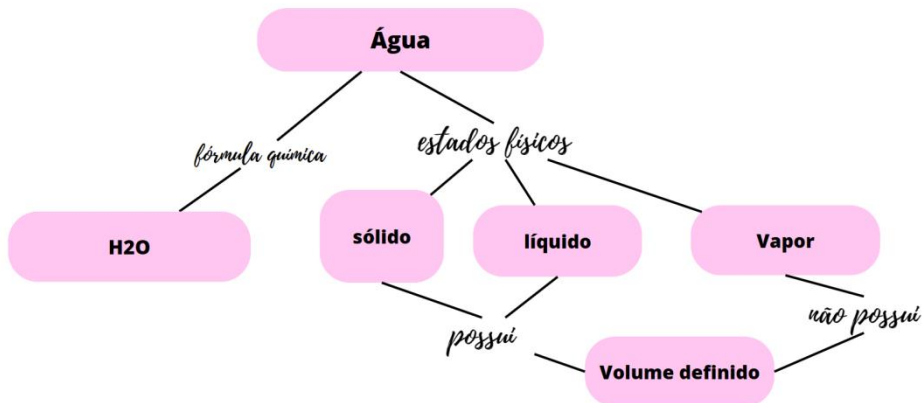 Água
fórmula química
estados físicos
H2O
sólido
líquido
Vapor
possui
não possui
Volume definido